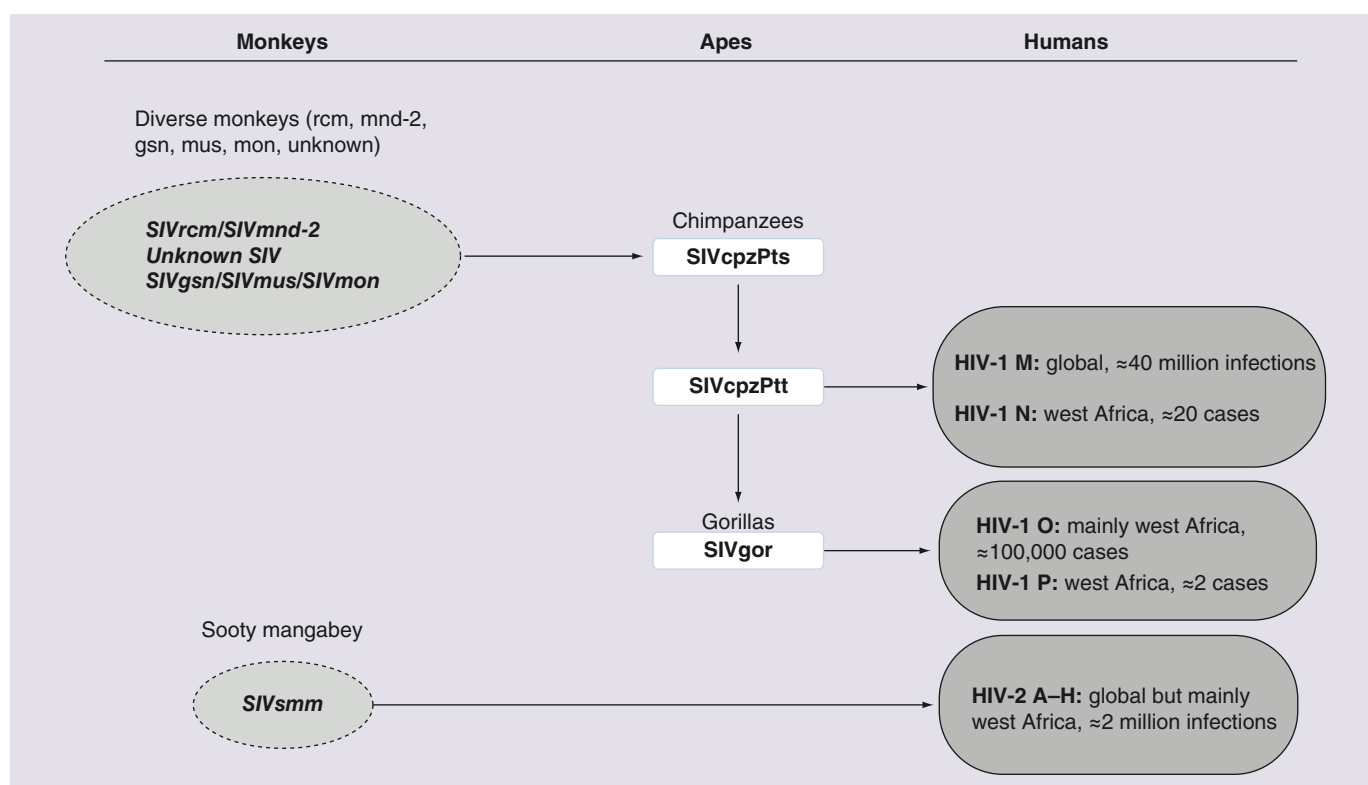 Monkeys
Apes
Humans
Diverse monkeys (rcm, mnd-2,
gsn, mus, mon, unknown)
SIVrcm/SIVmnd-2
Unknown SIV
SIVgsn/SIVmus/SIVmon
Chimpanzees
SIVcpzPts
SIVcpzPtt
HIV-1 M: global, ≈40 million infections
HIV-1 N: west Africa, ≈20 cases
Gorillas
SIVgor
HIV-1 O: mainly west Africa,
≈100,000 cases
HIV-1 P: west Africa, ≈2 cases
Sooty mangabey
SIVsmm
HIV-2 A–H: global but mainly
west Africa, ≈2 million infections